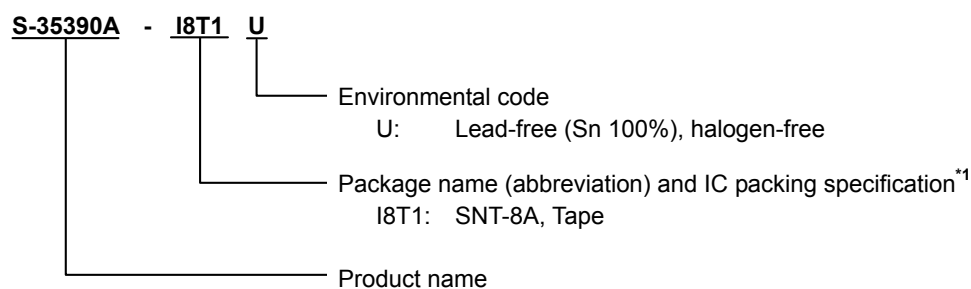 S-35390A - I8T1 U
Environmental code
U: Lead-free (Sn 100%), halogen-free
Package name (abbreviation) and IC packing specification*1
I8T1: SNT-8A, Tape
Product name